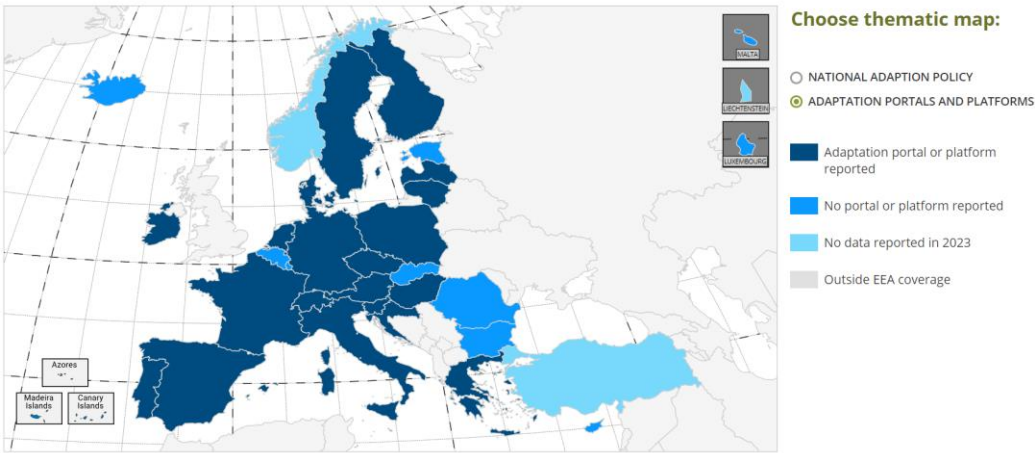 Choose thematic map:
NATIONAL ADAPTION POLICY
ADAPTATION PORTALS AND PLATFORMS
Adaptation portal or platform
reported
No portal or platform reported
No data reported in 2023
Outside EEA coverage
MALTA
LIECHTENSTEIN
LUXEMBOURG
Azores
Madeira
Islands
Canary
Islands